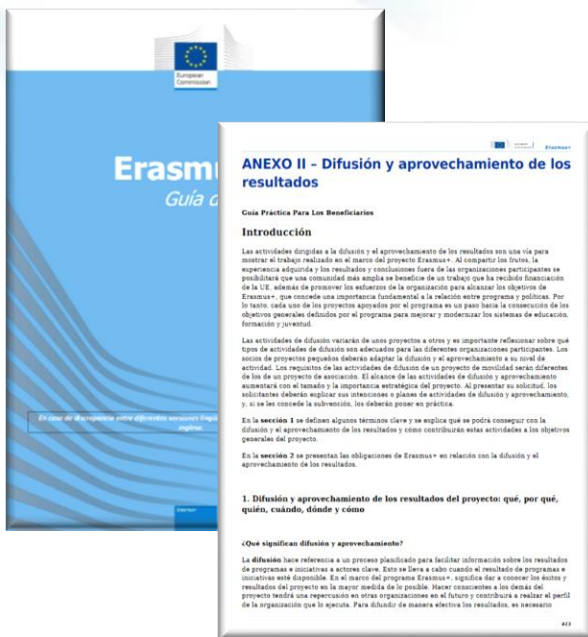 European
Commission
Erasm
Guía d
En caso de discrepancia entre diferentes versiones lingü
inglese.
Erasmus+
ANEXO II – Difusión y aprovechamiento de los
resultados
Guía Práctica Para Los Beneficiarios
Introducción
Las actividades dirigidas a la difusión y el aprovechamiento de los resultados son una vía para
mostrar el trabajo realizado en el marco del proyecto Erasmus+. Al compartir los frutos, la
experiencia adquirida y los resultados y conclusiones fuera de las organizaciones participantes se
posibilitará que una comunidad más amplia se beneficie de un trabajo que ha recibido financiación
de la UE, además de promover los esfuerzos de la organización para alcanzar los objetivos de
Erasmus+, que concede una importancia fundamental a la relación entre programa y políticas. Por
lo tanto, cada uno de los proyectos apoyados por el programa es un paso hacia la consecución de los
objetivos generales definidos por el programa para mejorar y modernizar los sistemas de educación,
formación y juventud.
Las actividades de difusión variarán de unos proyectos a otros y es importante reflexionar sobre qué
tipos de actividades de difusión son adecuados para las diferentes organizaciones participantes. Los
socios de proyectos pequeños deberán adaptar la difusión y el aprovechamiento a su nivel de
actividad. Los requisitos de las actividades de difusión de un proyecto de movilidad serán diferentes
de los de un proyecto de asociación. El alcance de las actividades de difusión y aprovechamiento
aumentará con el tamaño y la importancia estratégica del proyecto. Al presentar su solicitud, los
solicitantes deberán explicar sus intenciones o planes de actividades de difusión y aprovechamiento,
y, si se les concede la subvención, los deberán poner en práctica.
En la sección 1 se definen algunos términos clave y se explica qué se podrá conseguir con la
difusión y el aprovechamiento de los resultados y cómo contribuirán estas actividades a los objetivos
generales del proyecto.
En la sección 2 se presentan las obligaciones de Erasmus+ en relación con la difusión y el
aprovechamiento de los resultados.
1. Difusión y aprovechamiento de los resultados del proyecto: qué, por qué,
quién, cuándo, dónde y cómo
¿Qué significan difusión y aprovechamiento?
La difusión hace referencia a un proceso planificado para facilitar información sobre los resultados
de programas e iniciativas a actores clave. Esto se lleva a cabo cuando el resultado de programas e
iniciativas esté disponible. En el marco del programa Erasmus+, significa dar a conocer los éxitos y
resultados del proyecto en la mayor medida de lo posible. Hacer conscientes a los demás del
proyecto tendrá una repercusión en otras organizaciones en el futuro y contribuirá a realzar el perfil
de la organización que lo ejecuta. Para difundir de manera efectiva los resultados, es necesario